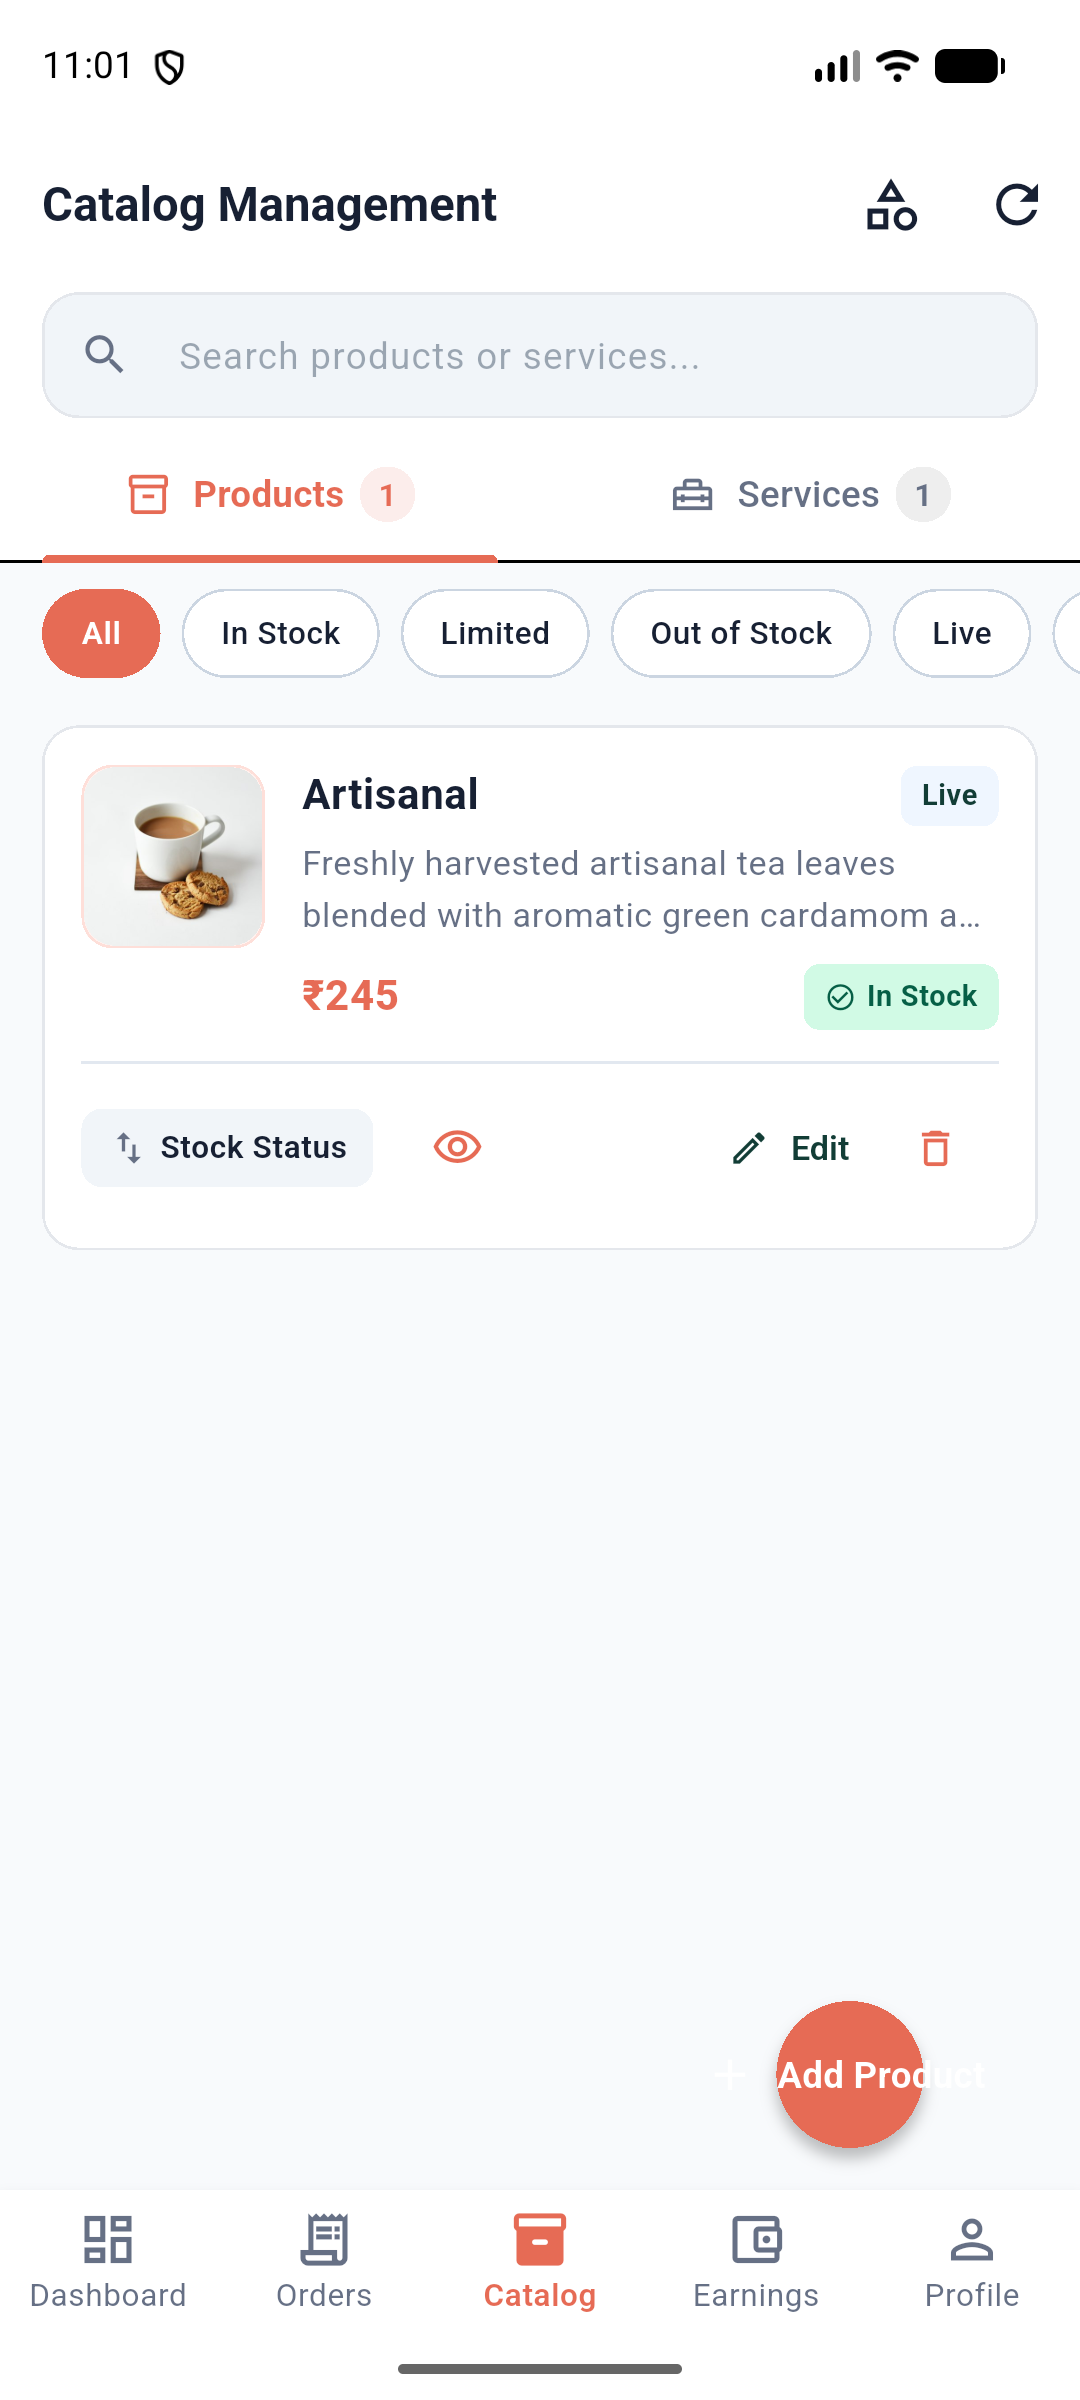 11:01
Catalog Management
Search products or services...
Products 1
Services 1
All
In Stock
Limited
Out of Stock
Live
Artisanal
Live
Freshly harvested artisanal tea leaves
blended with aromatic green cardamom a...
₹245
In Stock
Stock Status
Edit
+ Add Product
Dashboard
Orders
Catalog
Earnings
Profile